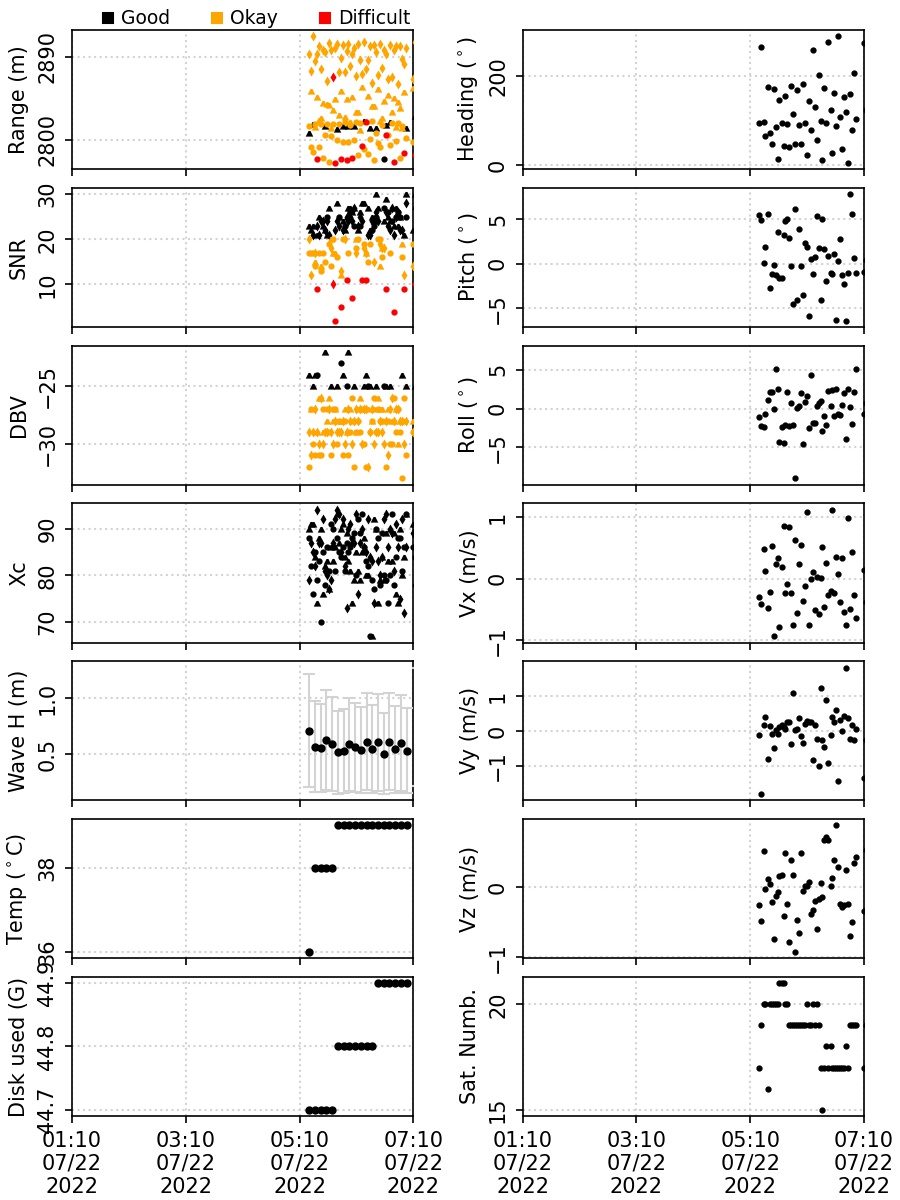 Good Okay Difficult
Range (m)
2890
2800
Heading (°)
200
0
SNR
30
20
10
Pitch (°)
5
0
−5
DBV
−25
−30
Roll (°)
5
0
−5
Xc
90
80
70
Vx (m/s)
1
0
−1
Wave H (m)
1.0
0.5
Vy (m/s)
1
0
−1
Temp (°C)
38
36
Vz (m/s)
0
−1
Disk used (G)
44.9
44.8
44.7
Sat. Numb.
20
15
01:10 03:10 05:10 07:10 01:10 03:10 05:10 07:10
07/22 07/22 07/22 07/22 07/22 07/22 07/22 07/22
2022 2022 2022 2022 2022 2022 2022 2022